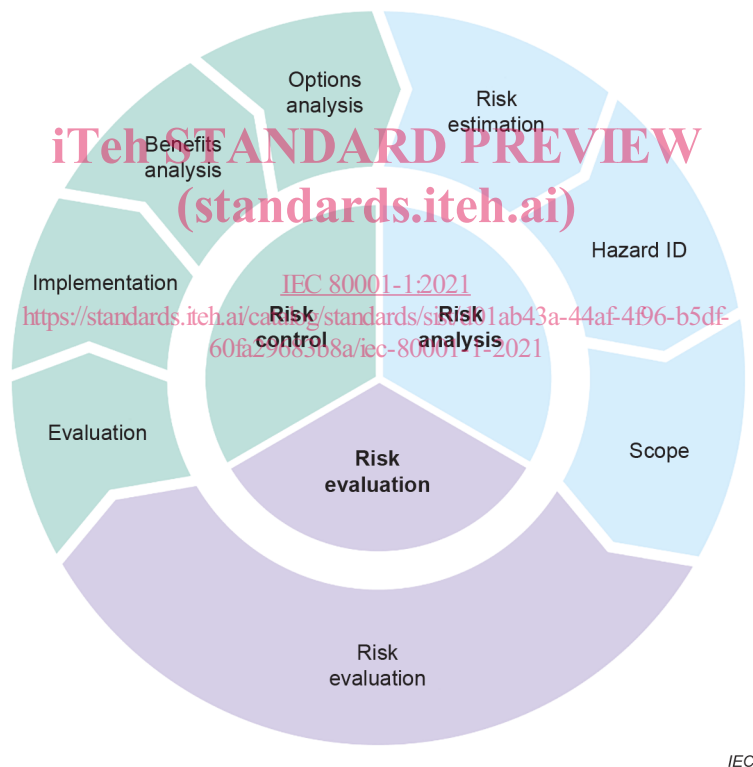 Options
analysis
Risk
estimation
iTeh STANDARD PREVIEW
Benefits
analysis
(standards.iteh.ai)
Hazard ID
Implementation
IEC 80001-1:2021
https://standards.iteh.ai/catalog/standards/sist/d01ab43a-44af-4f96-b5df-
60fa29683b8a/iec-80001-1-2021
Risk
control
Risk
analysis
Evaluation
Scope
Risk
evaluation
Risk
evaluation
IEC